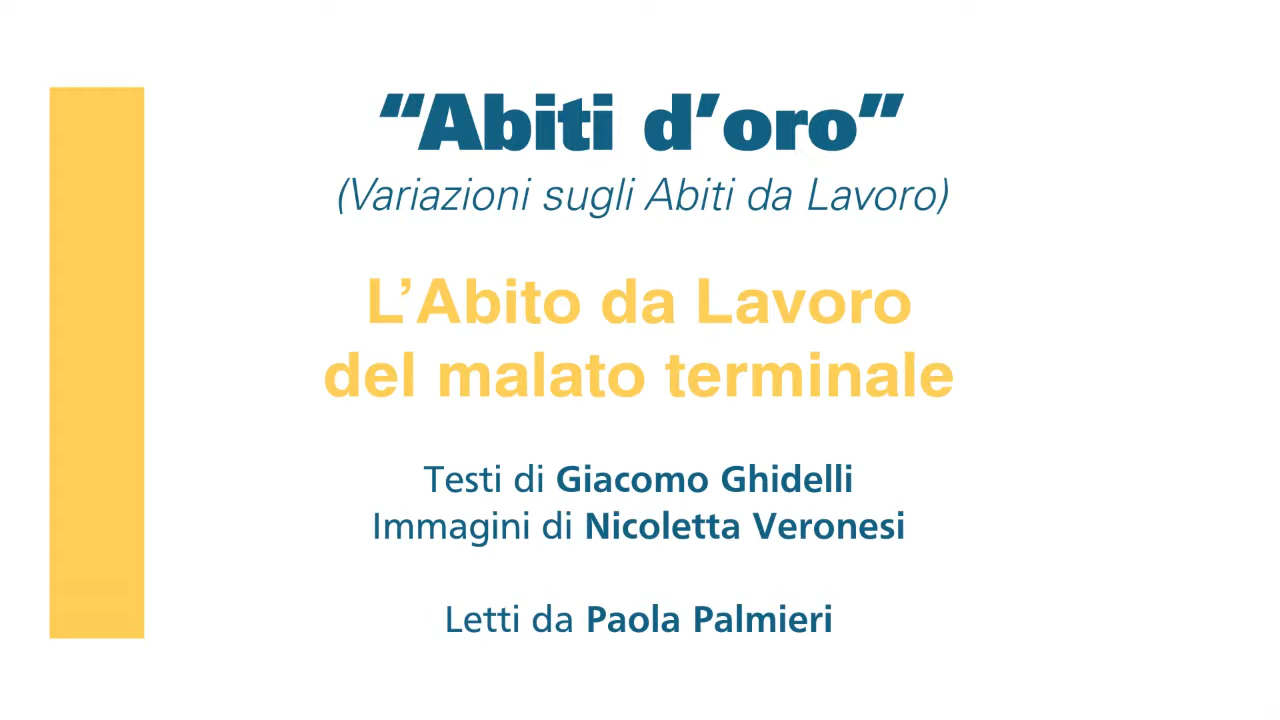 “Abiti d’oro”
(Variazioni sugli Abiti da Lavoro)
L’Abito da Lavoro
del malato terminale
Testi di Giacomo Ghidelli
Immagini di Nicoletta Veronesi
Letti da Paola Palmieri